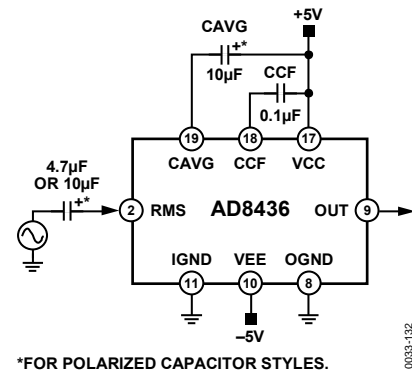 CAVG
+5V
+*
10µF
CCF
0.1µF
19
18
17
CAVG
CCF
VCC
4.7µF
OR 10µF
+*
2
RMS
AD8436
OUT
9
IGND
VEE
OGND
11
10
8
–5V
*FOR POLARIZED CAPACITOR STYLES.
0033-132